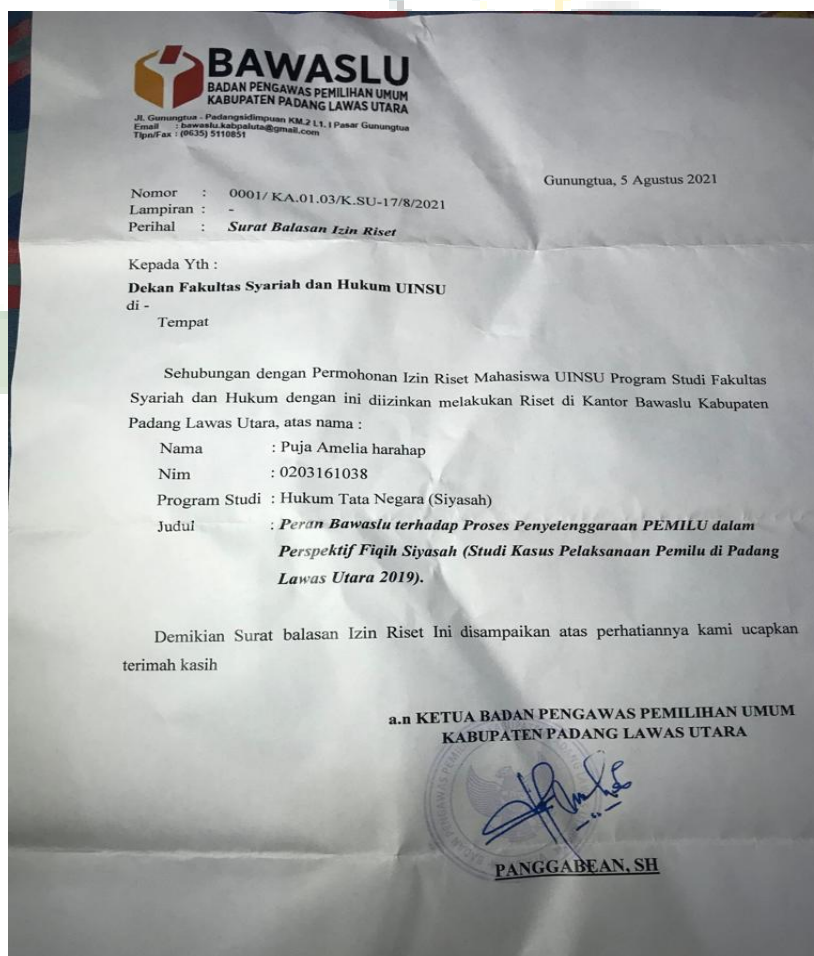 BAWASLU
BADAN PENGAWAS PEMILIHAN UMUM
KABUPATEN PADANG LAWAS UTARA
Jl. Gunungtua - Padangsidimpuan KM.2 L1. I Pasar Gunungtua
Email : bawaslu.kabpaluta@gmail.com
Tlpn/Fax : (0635) 5110851
Gunungtua, 5 Agustus 2021
Nomor : 0001/ KA.01.03/K.SU-17/8/2021
Lampiran : -
Perihal : Surat Balasan Izin Riset
Kepada Yth :
Dekan Fakultas Syariah dan Hukum UINSU
di -
Tempat
Sehubungan dengan Permohonan Izin Riset Mahasiswa UINSU Program Studi Fakultas
Syariah dan Hukum dengan ini diizinkan melakukan Riset di Kantor Bawaslu Kabupaten
Padang Lawas Utara, atas nama :
Nama : Puja Amelia harahap
Nim : 0203161038
Program Studi : Hukum Tata Negara (Siyasah)
Judul : Peran Bawaslu terhadap Proses Penyelenggaraan PEMILU dalam
Perspektif Fiqih Siyasah (Studi Kasus Pelaksanaan Pemilu di Padang
Lawas Utara 2019).
Demikian Surat balasan Izin Riset Ini disampaikan atas perhatiannya kami ucapkan
terimah kasih
a.n KETUA BADAN PENGAWAS PEMILIHAN UMUM
KABUPATEN PADANG LAWAS UTARA
PANGGABEAN, SH